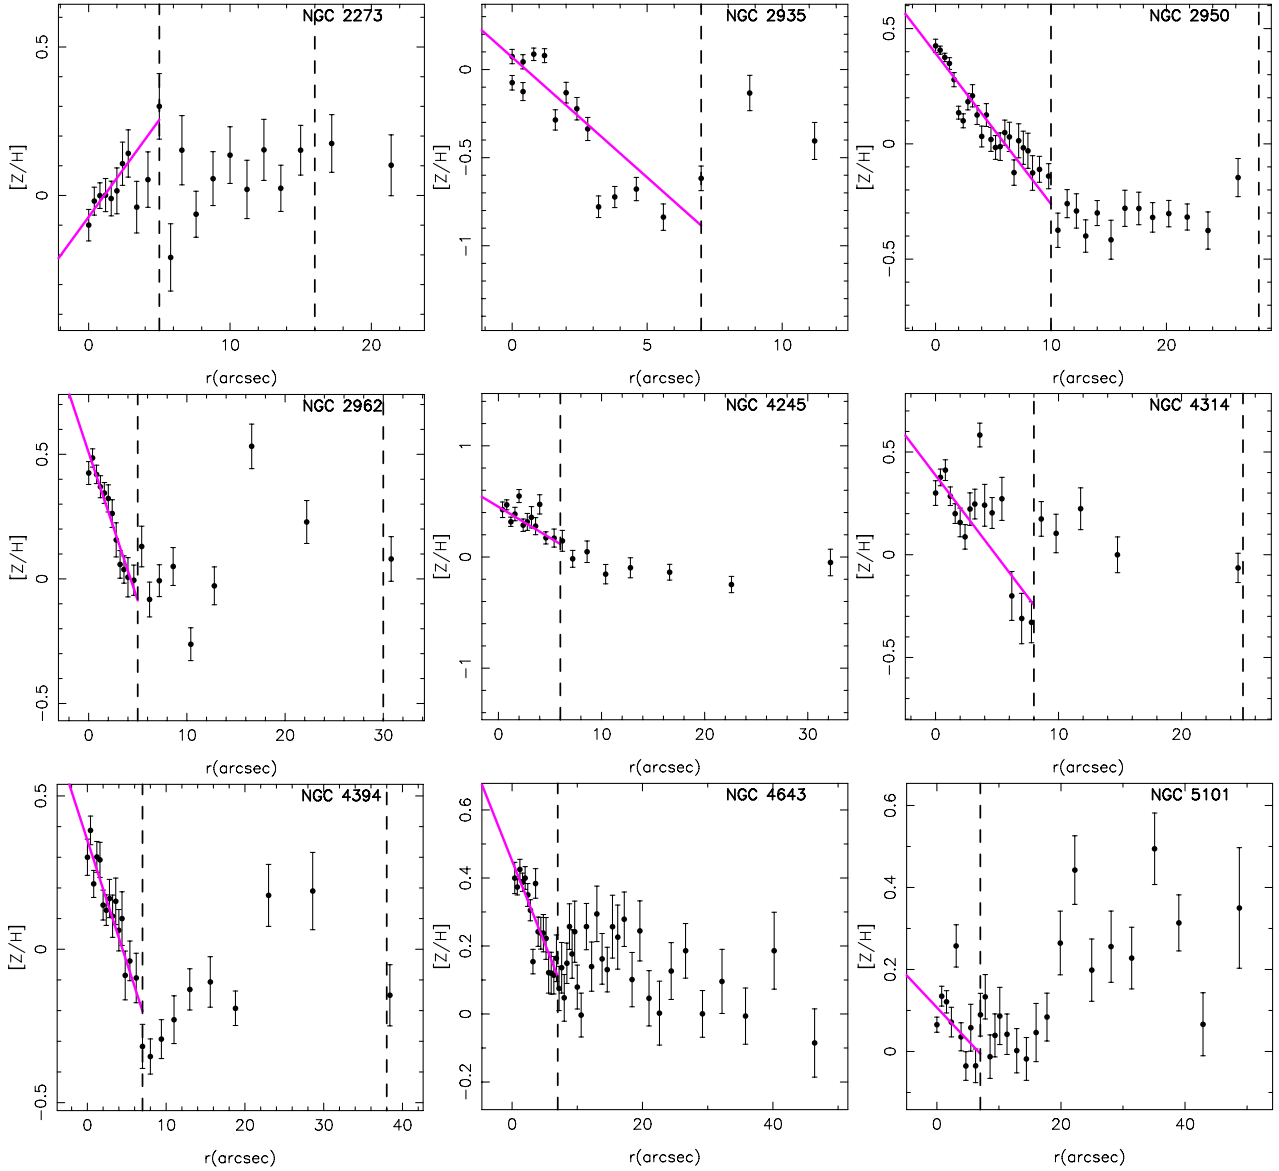 NGC 2273 NGC 2935 NGC 2950
[Z/H] 0.5 0
[Z/H] 0 −0.5 −1
[Z/H] 0.5 0 −0.5
0 10 20
0 5 10
0 10 20
r(arcsec) r(arcsec) r(arcsec)
NGC 2962 NGC 4245 NGC 4314
[Z/H] 0.5 0 −0.5
[Z/H] 1 0 −1
[Z/H] 0.5 0 −0.5
0 10 20 30
0 10 20 30
0 10 20
r(arcsec) r(arcsec) r(arcsec)
NGC 4394 NGC 4643 NGC 5101
[Z/H] 0.5 0 −0.5
[Z/H] 0.6 0.4 0.2 0 −0.2
[Z/H] 0.6 0.4 0.2 0
0 10 20 30 40
0 20 40
0 20 40
r(arcsec) r(arcsec) r(arcsec)